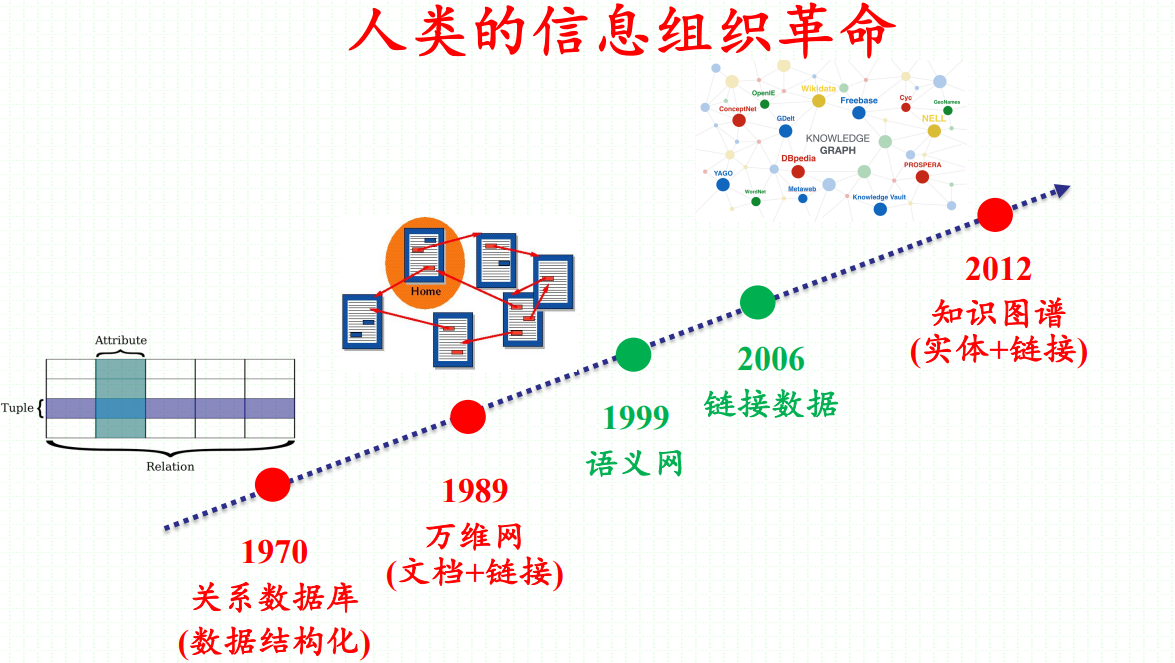 人类的信息组织革命
OpenIE
Wikidata
Freebase
Cyc
GeoNames
ConceptNet
GDelt
NELL
KNOWLEDGE
GRAPH
DBpedia
PROSPERA
YAGO
WordNet
Metaweb
Knowledge Vault
Home
Attribute
Tuple
Relation
1970
关系数据库
(数据结构化)
1989
万维网
(文档+链接)
1999
语义网
2006
链接数据
2012
知识图谱
(实体+链接)